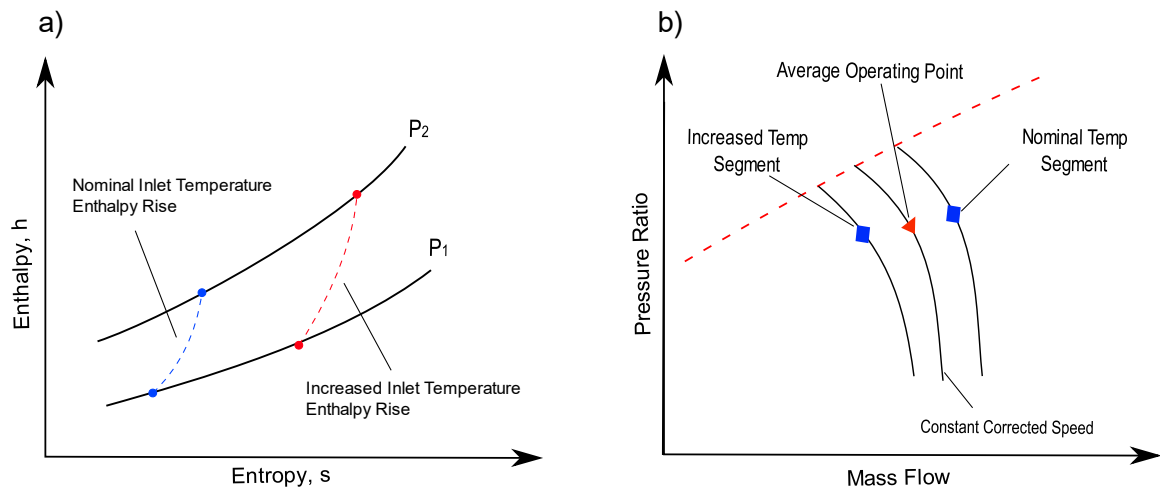 a)
P₂
Nominal Inlet Temperature
Enthalpy Rise
P₁
Enthalpy, h
Increased Inlet Temperature
Enthalpy Rise
Entropy, s
b)
Average Operating Point
Increased Temp
Segment
Nominal Temp
Segment
Pressure Ratio
Constant Corrected Speed
Mass Flow